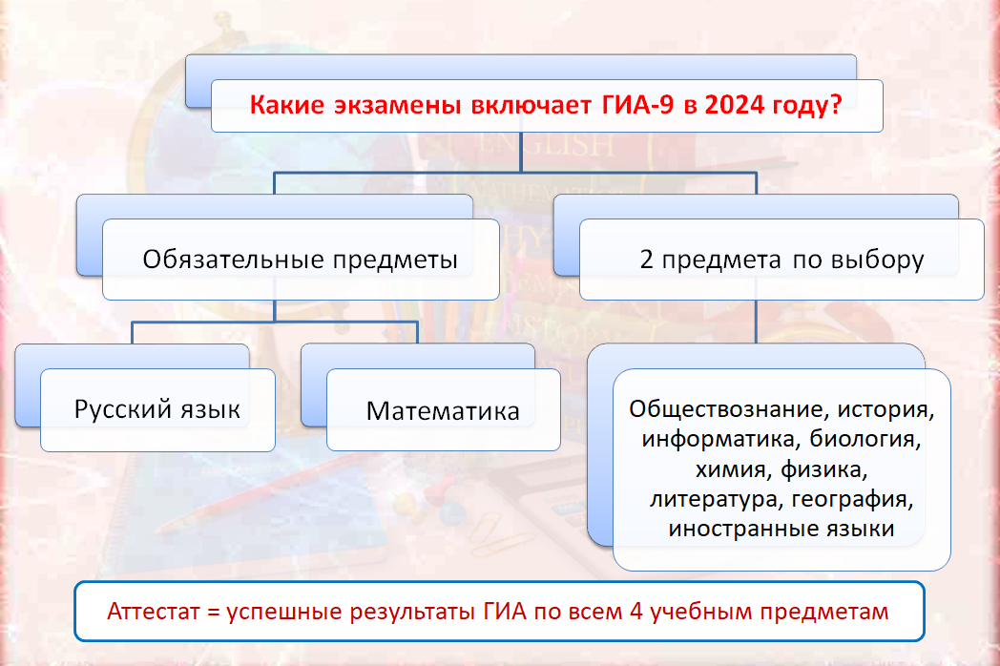 Какие экзамены включает ГИА-9 в 2024 году?
ENGLISH
Обязательные предметы
2 предмета по выбору
Русский язык
Математика
Обществознание, история,
информатика, биология,
химия, физика,
литература, география,
иностранные языки
Аттестат = успешные результаты ГИА по всем 4 учебным предметам